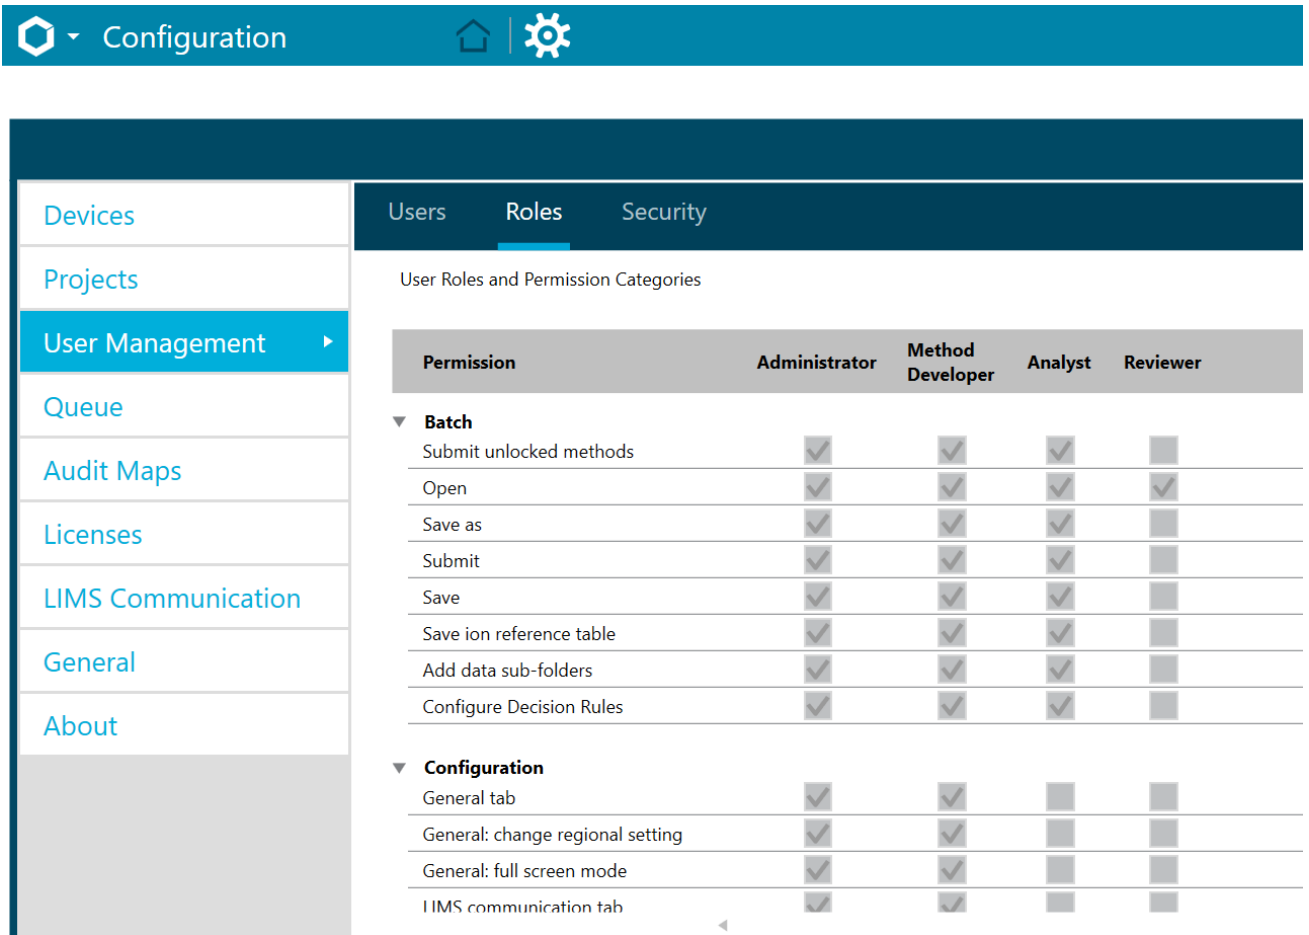 Configuration
Devices
Projects
User Management
Queue
Audit Maps
Licenses
LIMS Communication
General
About
Users Roles Security
User Roles and Permission Categories
Permission Administrator Method Developer Analyst Reviewer
Batch
Submit unlocked methods
Open
Save as
Submit
Save
Save ion reference table
Add data sub-folders
Configure Decision Rules
Configuration
General tab
General: change regional setting
General: full screen mode
LIMS communication tab